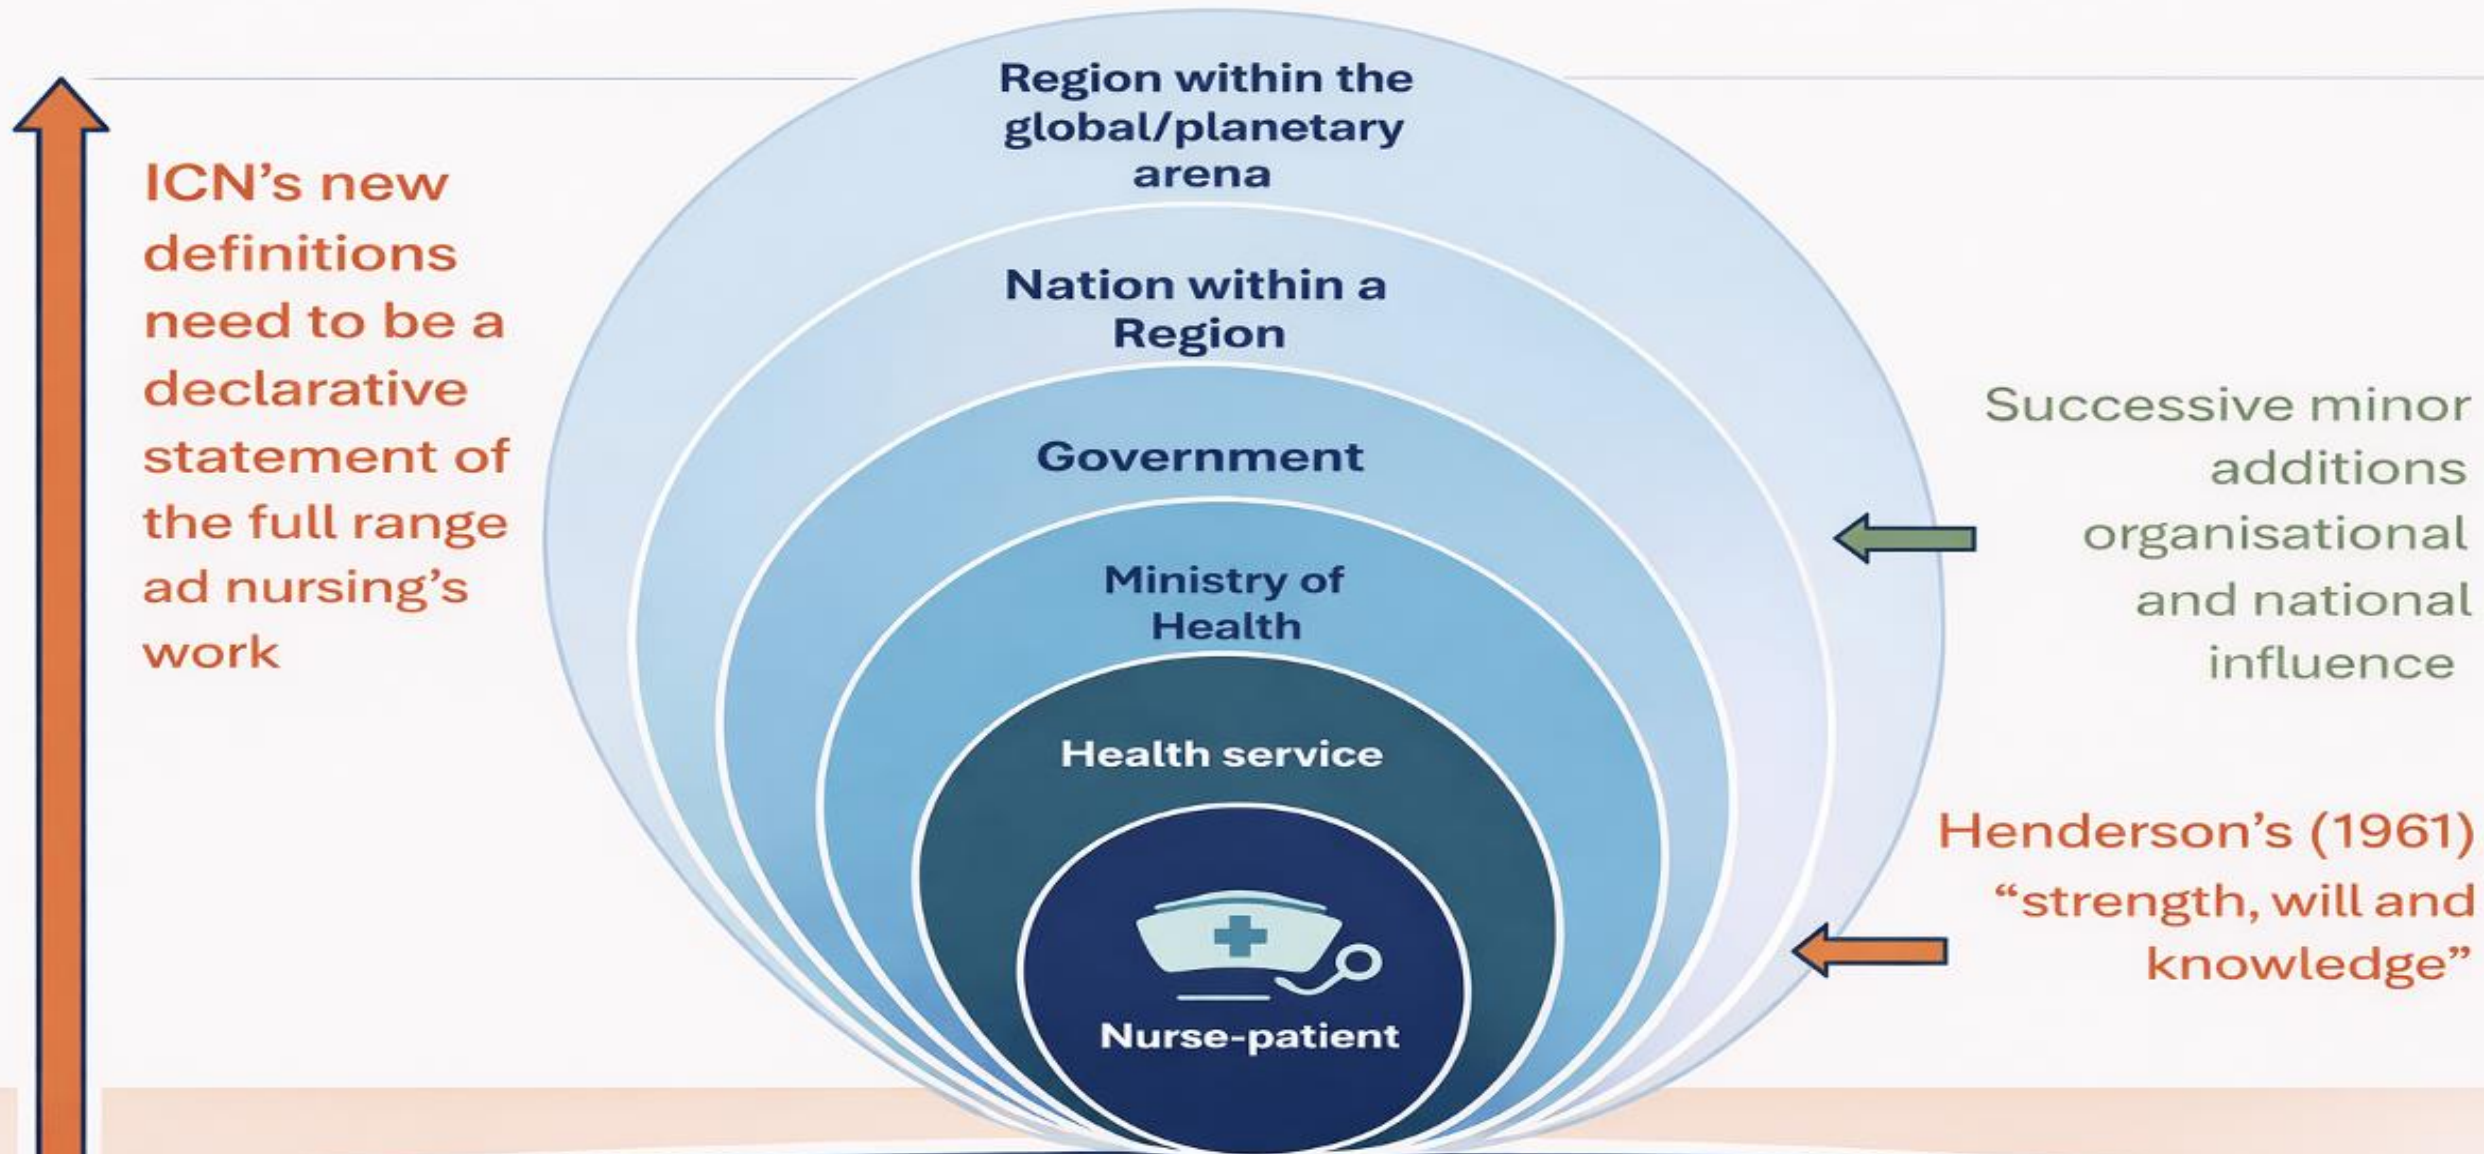 ICN’s new
definitions
need to be a
declarative
statement of
the full range
ad nursing’s
work
Region within the
global/planetary
arena
Nation within a
Region
Government
Ministry of
Health
Health service
Nurse-patient
Successive minor
additions
organisational
and national
influence
Henderson’s (1961)
“strength, will and
knowledge”